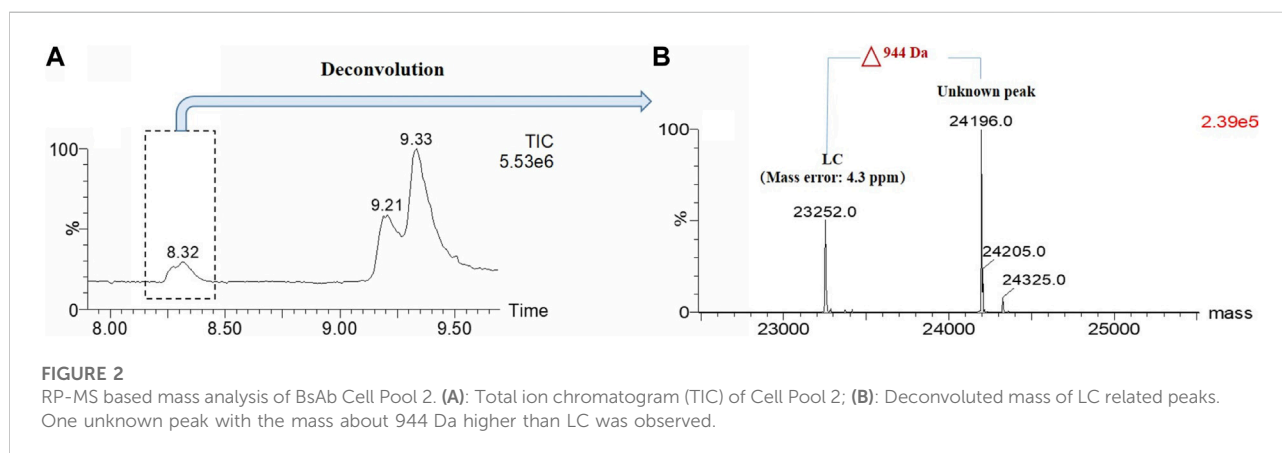 A
Deconvolution
100
%
0
8.32
9.21
9.33
TIC
5.53e6
8.00
8.50
9.00
9.50
Time
B
△ 944 Da
Unknown peak
24196.0
2.39e5
100
%
0
LC
(Mass error: 4.3 ppm)
23252.0
24205.0
24325.0
23000
24000
25000
mass
FIGURE 2
RP-MS based mass analysis of BsAb Cell Pool 2. (A): Total ion chromatogram (TIC) of Cell Pool 2; (B): Deconvoluted mass of LC related peaks.
One unknown peak with the mass about 944 Da higher than LC was observed.